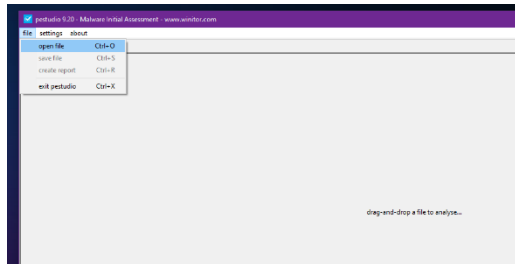 pestudio 9.20 - Malware Initial Assessment - www.winitor.com
file settings about
open file Ctrl+O
save file Ctrl+S
create report Ctrl+R
exit pestudio Ctrl+X
drag-and-drop a file to analyse...